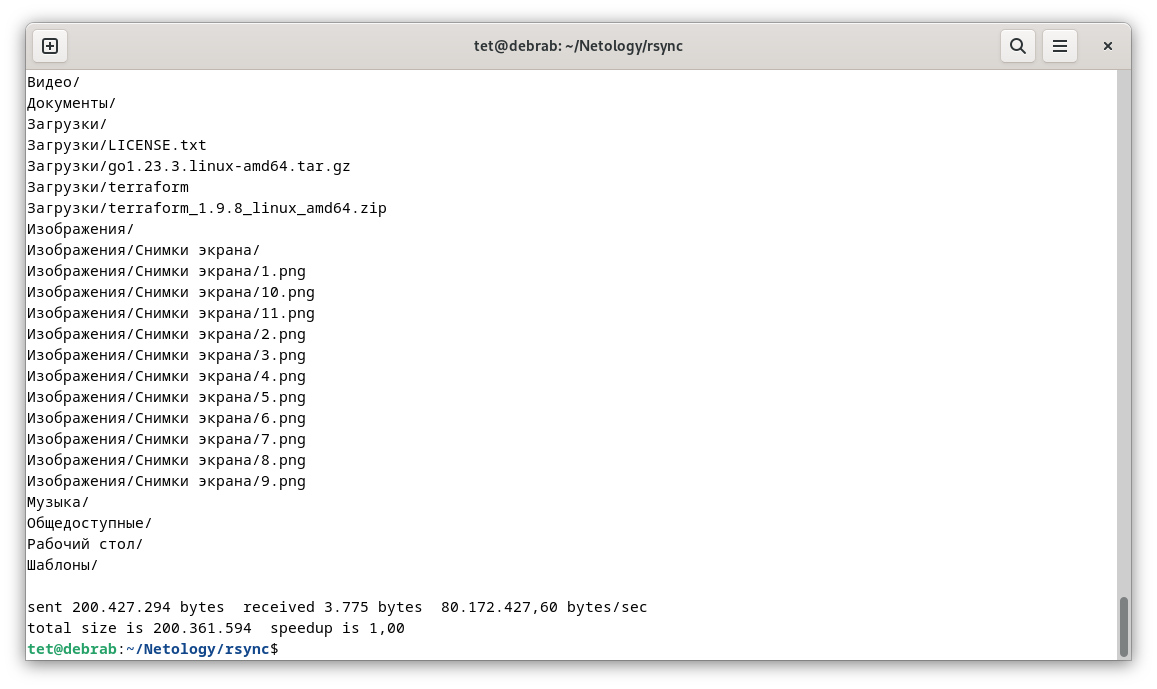 tet@debrab: ~/Netology/rsync
Видео/
Документы/
Загрузки/
Загрузки/LICENSE.txt
Загрузки/go1.23.3.linux-amd64.tar.gz
Загрузки/terraform
Загрузки/terraform_1.9.8_linux_amd64.zip
Изображения/
Изображения/Снимки экрана/
Изображения/Снимки экрана/1.png
Изображения/Снимки экрана/10.png
Изображения/Снимки экрана/11.png
Изображения/Снимки экрана/2.png
Изображения/Снимки экрана/3.png
Изображения/Снимки экрана/4.png
Изображения/Снимки экрана/5.png
Изображения/Снимки экрана/6.png
Изображения/Снимки экрана/7.png
Изображения/Снимки экрана/8.png
Изображения/Снимки экрана/9.png
Музыка/
Общедоступные/
Рабочий стол/
Шаблоны/
sent 200.427.294 bytes  received 3.775 bytes  80.172.427,60 bytes/sec
total size is 200.361.594  speedup is 1,00
tet@debrab:~/Netology/rsync$